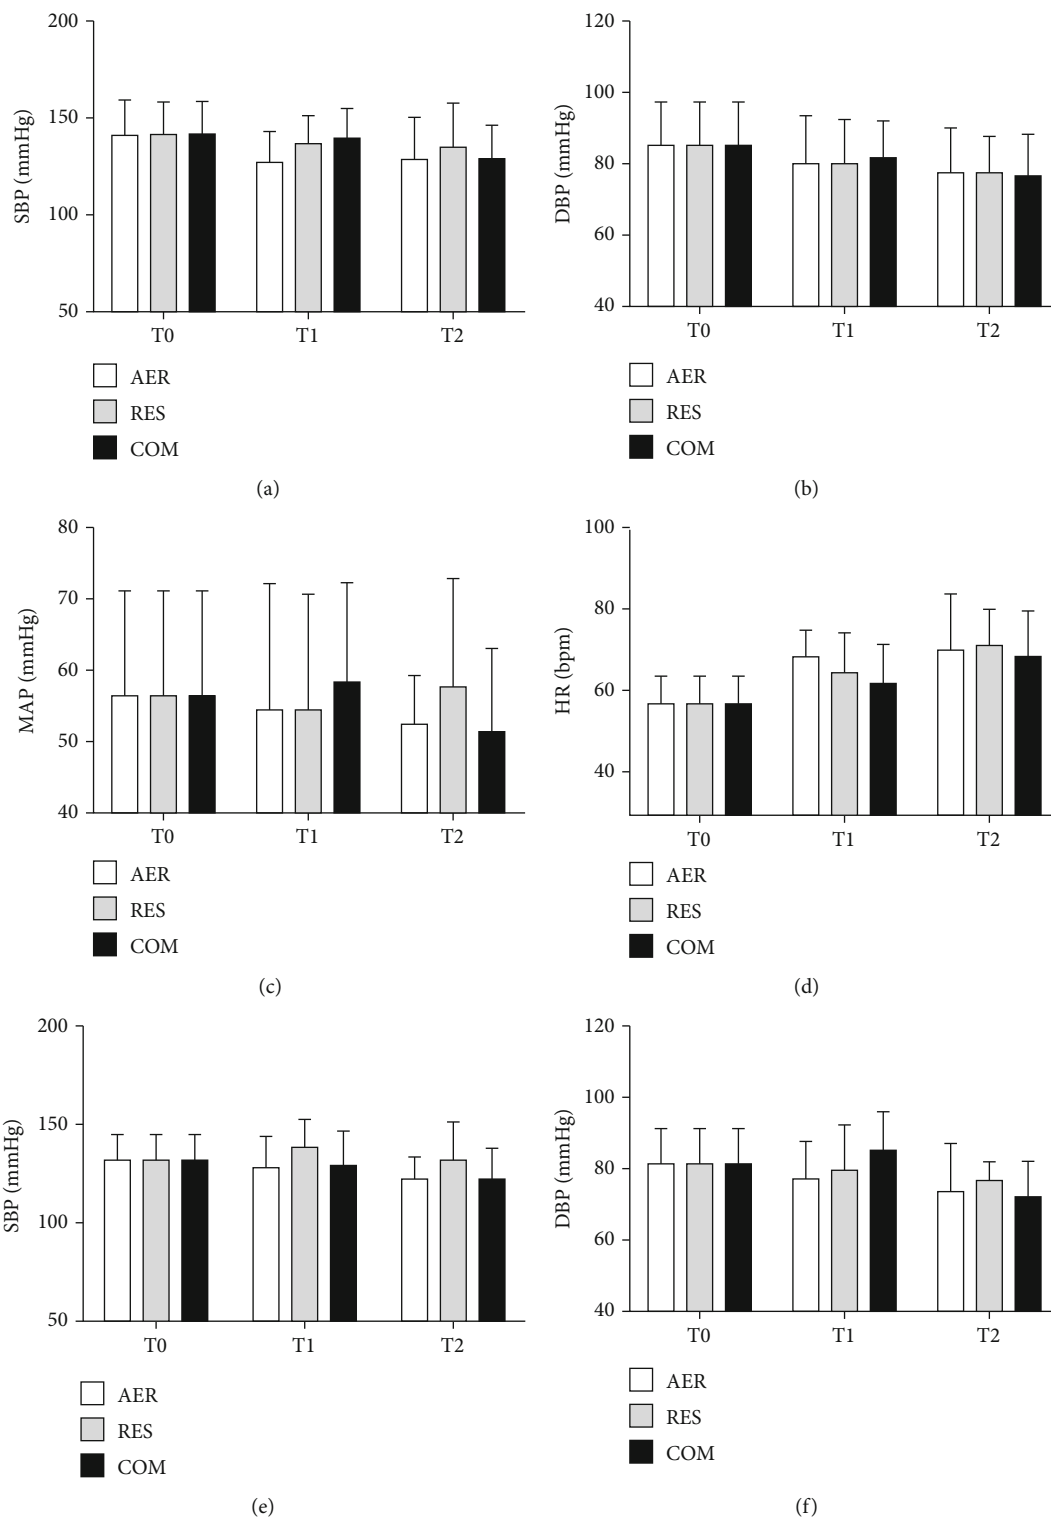 200
150
100
50
SBP (mmHg)
T0 T1 T2
AER
RES
COM
(a)
120
100
80
60
40
DBP (mmHg)
T0 T1 T2
AER
RES
COM
(b)
80
70
60
50
40
MAP (mmHg)
T0 T1 T2
AER
RES
COM
(c)
100
80
60
40
HR (bpm)
T0 T1 T2
AER
RES
COM
(d)
200
150
100
50
SBP (mmHg)
T0 T1 T2
AER
RES
COM
(e)
120
100
80
60
40
DBP (mmHg)
T0 T1 T2
AER
RES
COM
(f)